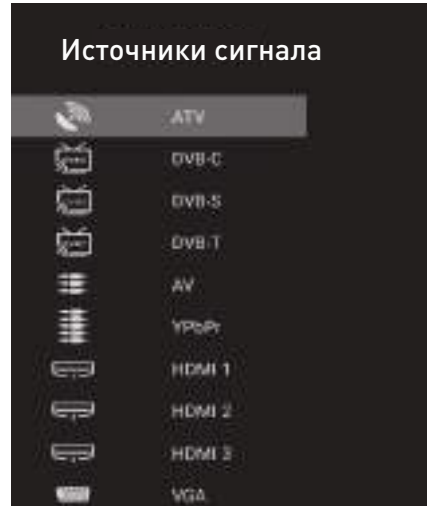 Источники сигнала
ATV
DVB-C
DVB-S
DVB-T
AV
YPbPr
HDMI 1
HDMI 2
HDMI 3
VGA